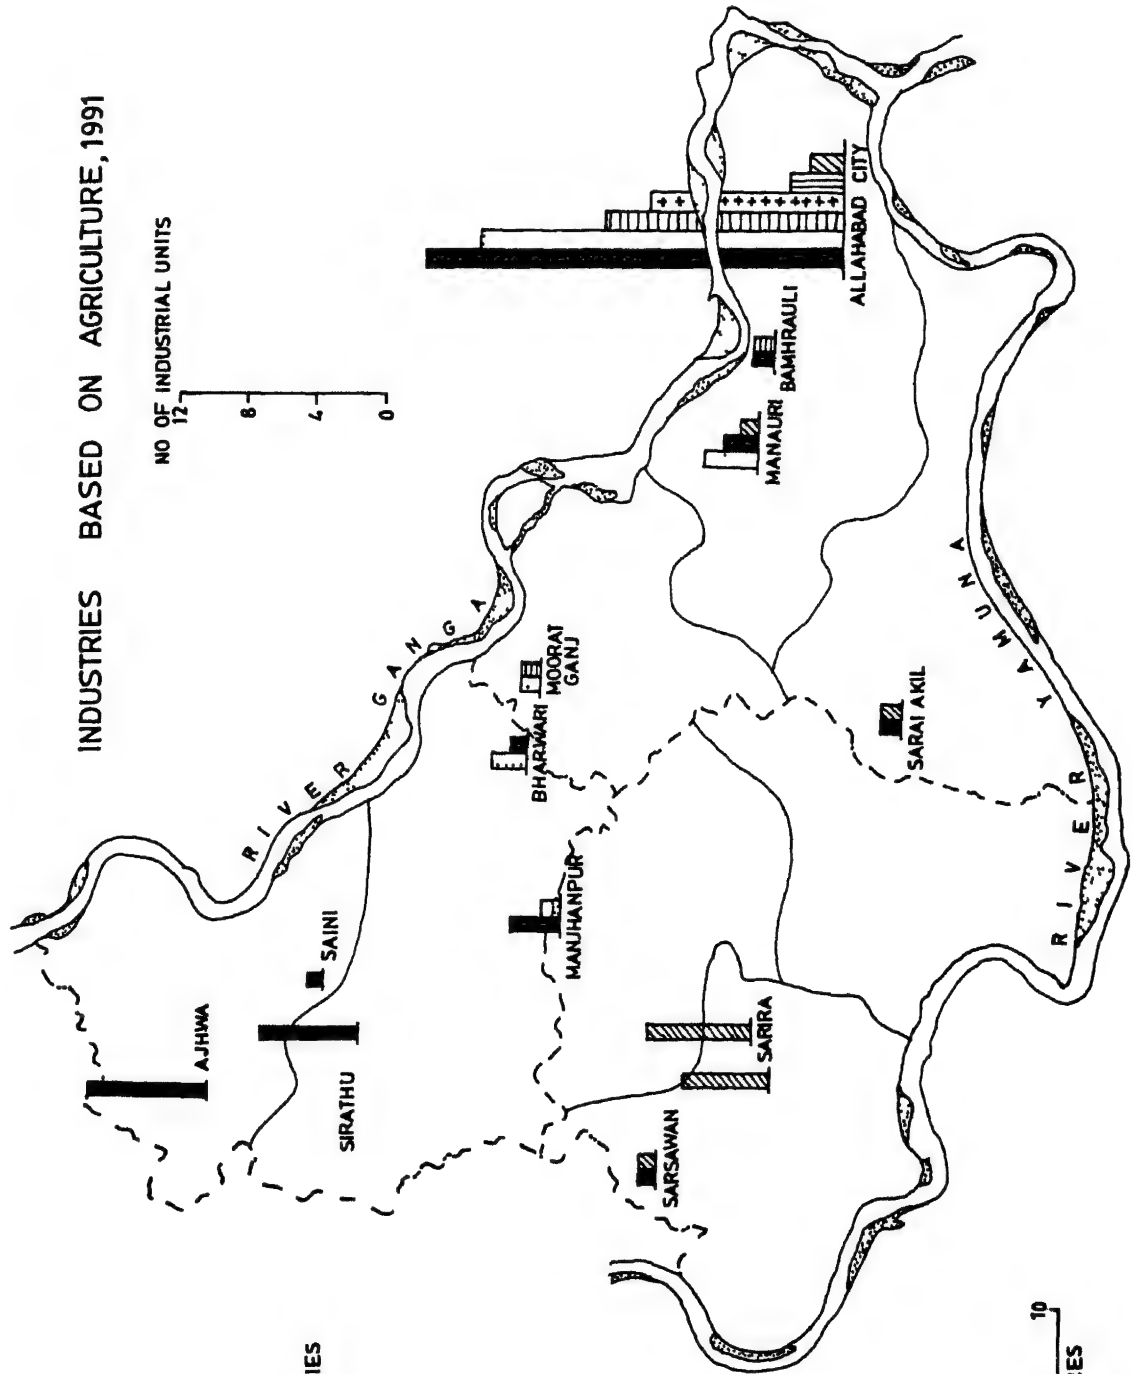 INDUSTRIES BASED ON AGRICULTURE, 1991
NO OF INDUSTRIAL UNITS
12
8
4
0
RIVER GANGA
AJHWA
SAINI
SIRATHU
BHARWARI
MOORAT
GANJ
MANJHANPUR
MANAURI
BAMHRAULI
ALLAHABAD CITY
SARSAWAN
SARIRA
SARAI AKIL
RIVER YAMUNA
IES
10
ES